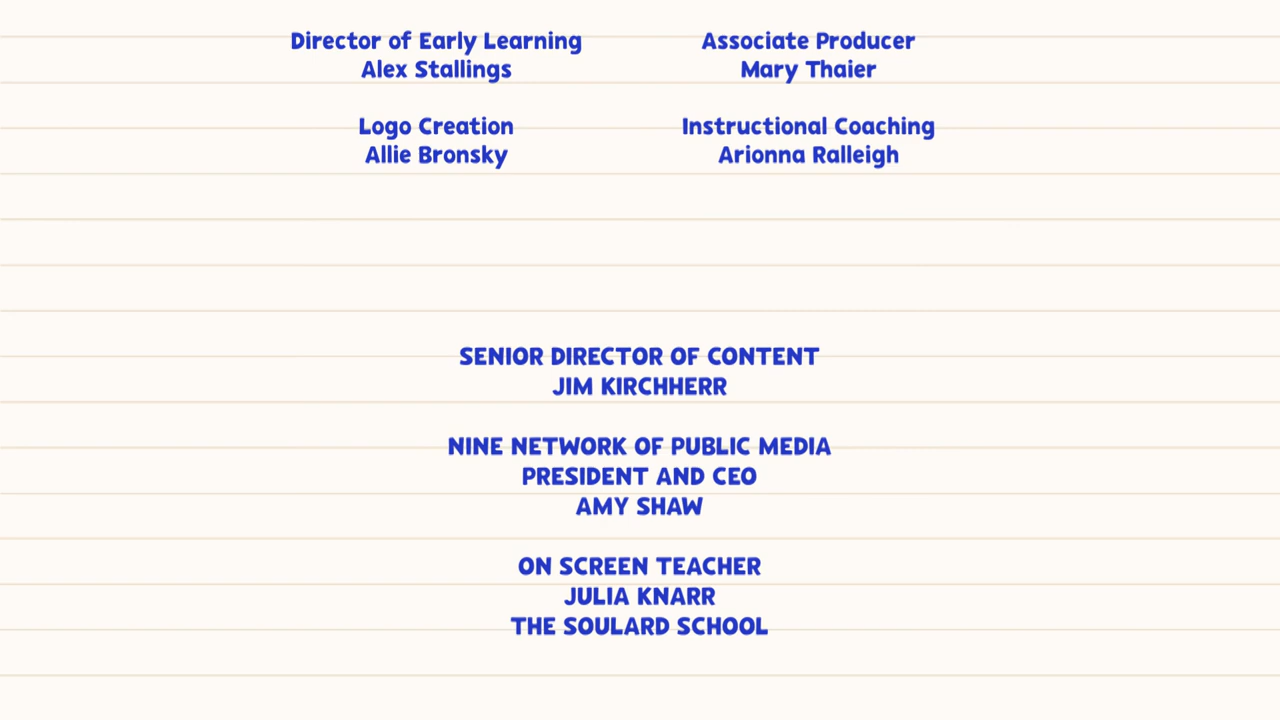 Director of Early Learning
Alex Stallings
Associate Producer
Mary Thaier
Logo Creation
Allie Bronsky
Instructional Coaching
Arionna Ralleigh
SENIOR DIRECTOR OF CONTENT
JIM KIRCHHERR
NINE NETWORK OF PUBLIC MEDIA
PRESIDENT AND CEO
AMY SHAW
ON SCREEN TEACHER
JULIA KNARR
THE SOULARD SCHOOL